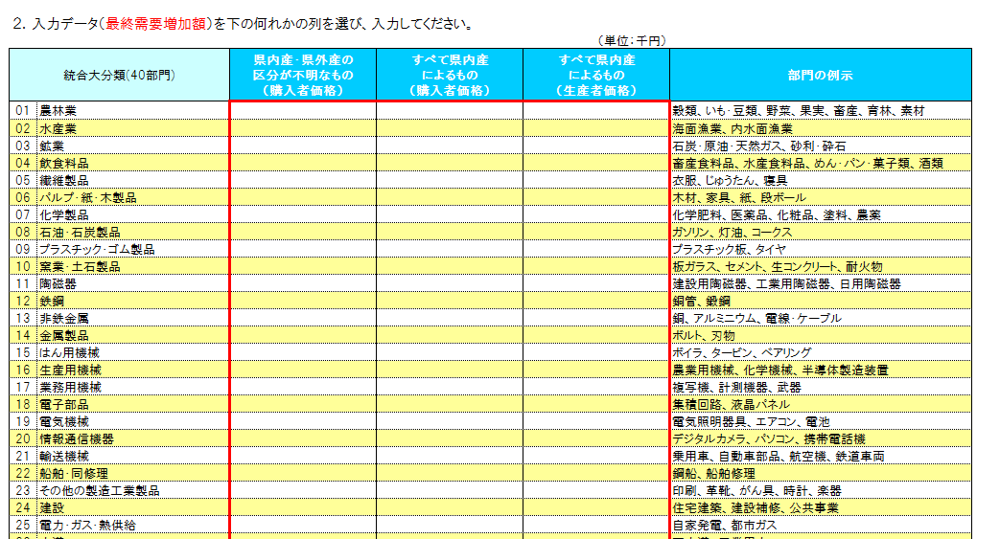 2．入力データ（最終需要増加額）を下の何れかの列を選び、入力してください。
（単位：千円）
統合大分類(40部門)
県内産・県外産の
区分が不明なもの
（購入者価格）
すべて県内産
によるもの
（購入者価格）
すべて県内産
によるもの
（生産者価格）
部門の例示
01 農林業 穀類、いも・豆類、野菜、果実、畜産、育林、素材
02 水産業 海面漁業、内水面漁業
03 鉱業 石炭・原油・天然ガス、砂利・砕石
04 飲食料品 畜産食料品、水産食料品、めん・パン・菓子類、酒類
05 繊維製品 衣服、じゅうたん、寝具
06 パルプ・紙・木製品 木材、家具、紙、段ボール
07 化学製品 化学肥料、医薬品、化粧品、塗料、農薬
08 石油・石炭製品 ガソリン、灯油、コークス
09 プラスチック・ゴム製品 プラスチック板、タイヤ
10 窯業・土石製品 板ガラス、セメント、生コンクリート、耐火物
11 陶磁器 建設用陶磁器、工業用陶磁器、日用陶磁器
12 鉄鋼 鋼管、鍛鋼
13 非鉄金属 銅、アルミニウム、電線・ケーブル
14 金属製品 ボルト、刃物
15 はん用機械 ボイラ、タービン、ベアリング
16 生産用機械 農業用機械、化学機械、半導体製造装置
17 業務用機械 複写機、計測機器、武器
18 電子部品 集積回路、液晶パネル
19 電気機械 電気照明器具、エアコン、電池
20 情報通信機器 デジタルカメラ、パソコン、携帯電話機
21 輸送機械 乗用車、自動車部品、航空機、鉄道車両
22 船舶・同修理 鋼船、船舶修理
23 その他の製造工業製品 印刷、革靴、がん具、時計、楽器
24 建設 住宅建築、建設補修、公共事業
25 電力・ガス・熱供給 自家発電、都市ガス